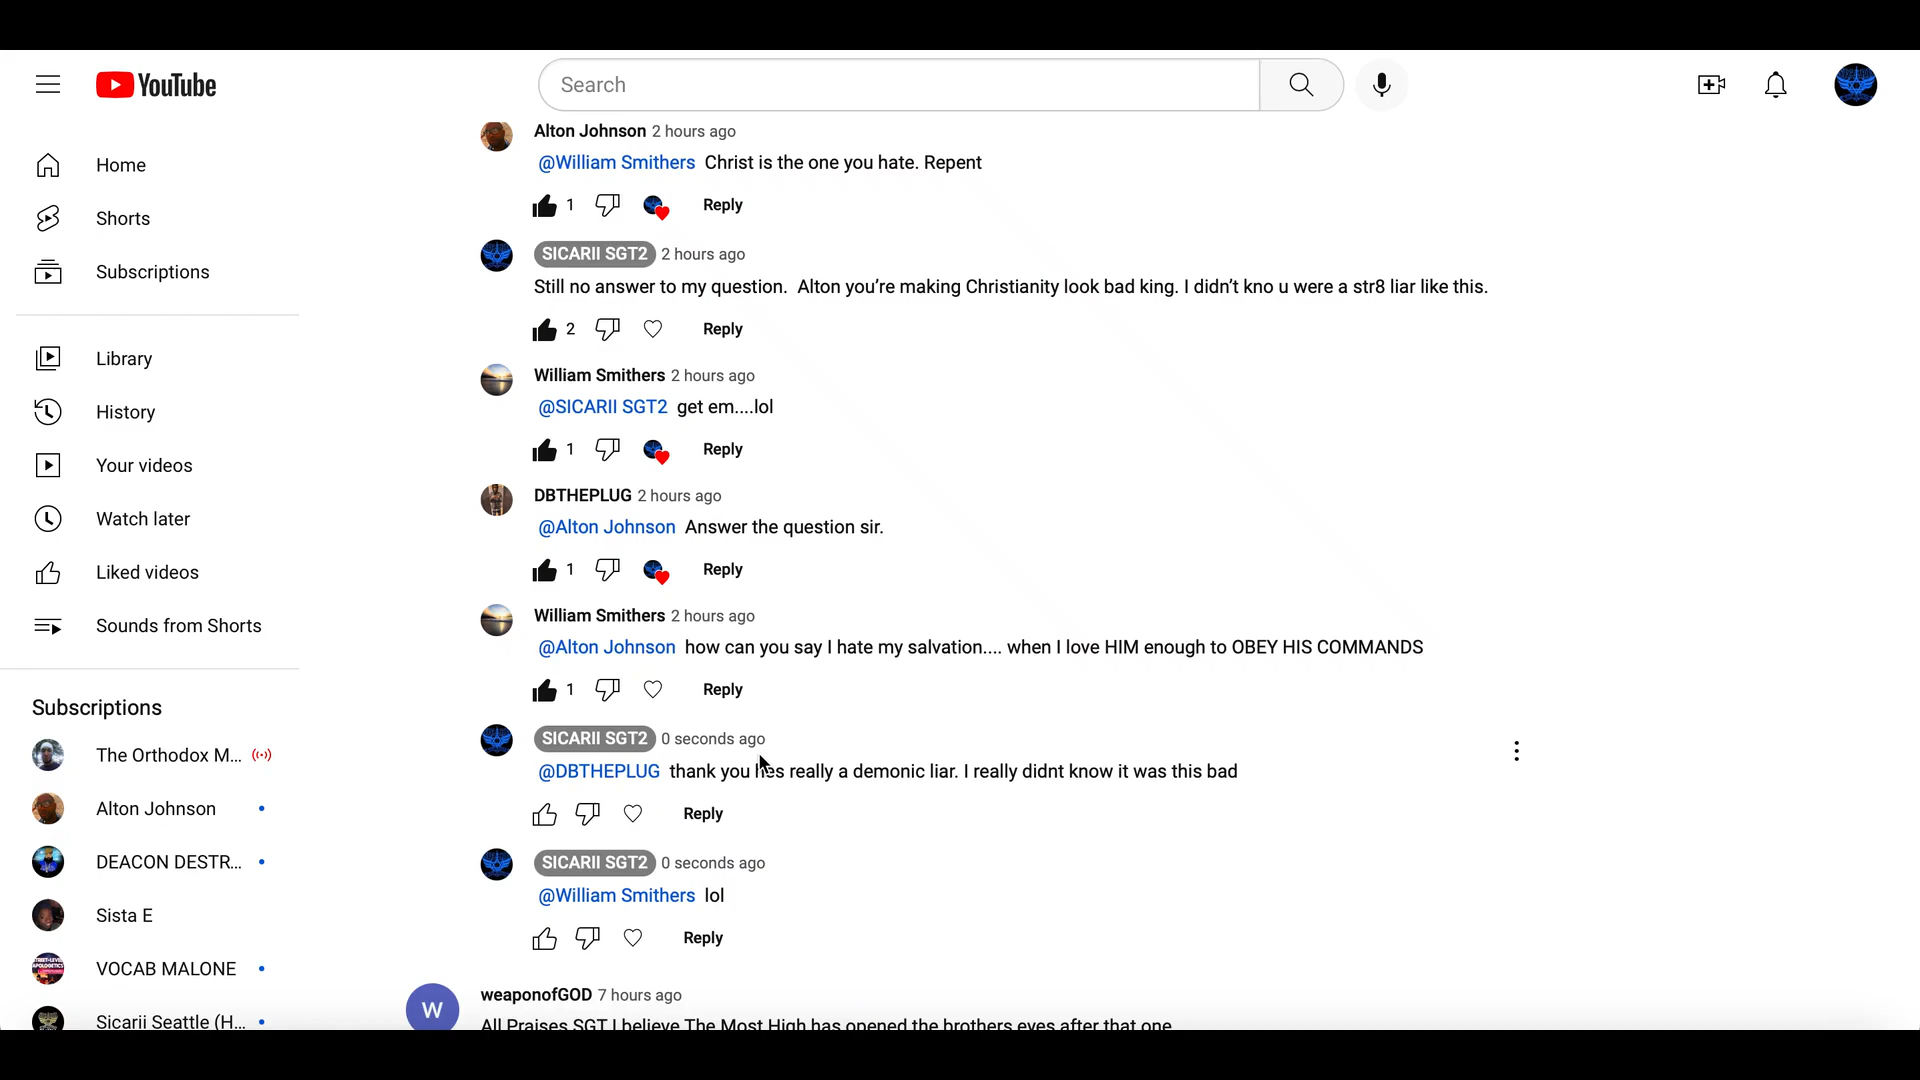 YouTube
Search
Home
Shorts
Subscriptions
Library
History
Your videos
Watch later
Liked videos
Sounds from Shorts
Subscriptions
The Orthodox M...
Alton Johnson
DEACON DESTR...
Sista E
VOCAB MALONE
Sicarii Seattle (H...
Alton Johnson 2 hours ago
@William Smithers Christ is the one you hate. Repent
1 Reply
SICARII SGT2 2 hours ago
Still no answer to my question.  Alton you're making Christianity look bad king. I didn't kno u were a str8 liar like this.
2 Reply
William Smithers 2 hours ago
@SICARII SGT2 get em....lol
1 Reply
DBTHEPLUG 2 hours ago
@Alton Johnson Answer the question sir.
1 Reply
William Smithers 2 hours ago
@Alton Johnson how can you say I hate my salvation.... when I love HIM enough to OBEY HIS COMMANDS
1 Reply
SICARII SGT2 0 seconds ago
@DBTHEPLUG thank you hes really a demonic liar. I really didnt know it was this bad
Reply
SICARII SGT2 0 seconds ago
@William Smithers lol
Reply
W
weaponofGOD 7 hours ago
All Praises SGT I believe The Most High has opened the brothers eyes after that one